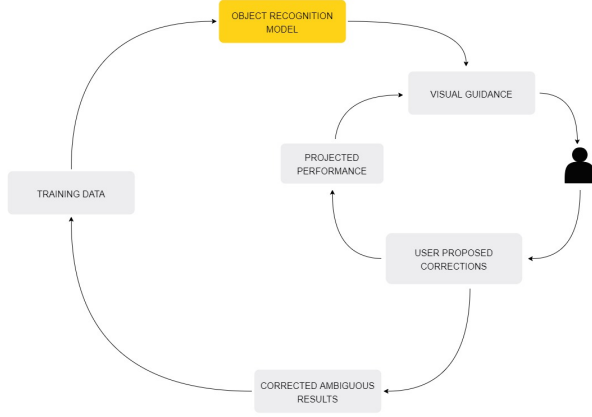 OBJECT RECOGNITION
MODEL
VISUAL GUIDANCE
PROJECTED
PERFORMANCE
TRAINING DATA
USER PROPOSED
CORRECTIONS
CORRECTED AMBIGUOUS
RESULTS